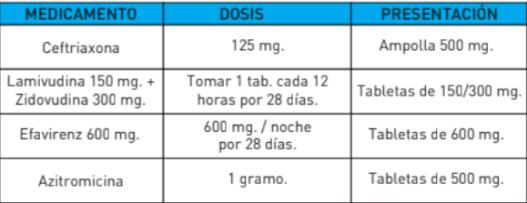 MEDICAMENTO DOSIS PRESENTACIÓN
Ceftriaxona 125 mg. Ampolla 500 mg.
Lamivudina 150 mg. + Tomar 1 tab. cada 12 Tabletas de 150/300 mg.
Zidovudina 300 mg. horas por 28 días.
Efavirenz 600 mg. 600 mg. / noche Tabletas de 600 mg.
por 28 días.
Azitromicina 1 gramo. Tabletas de 500 mg.